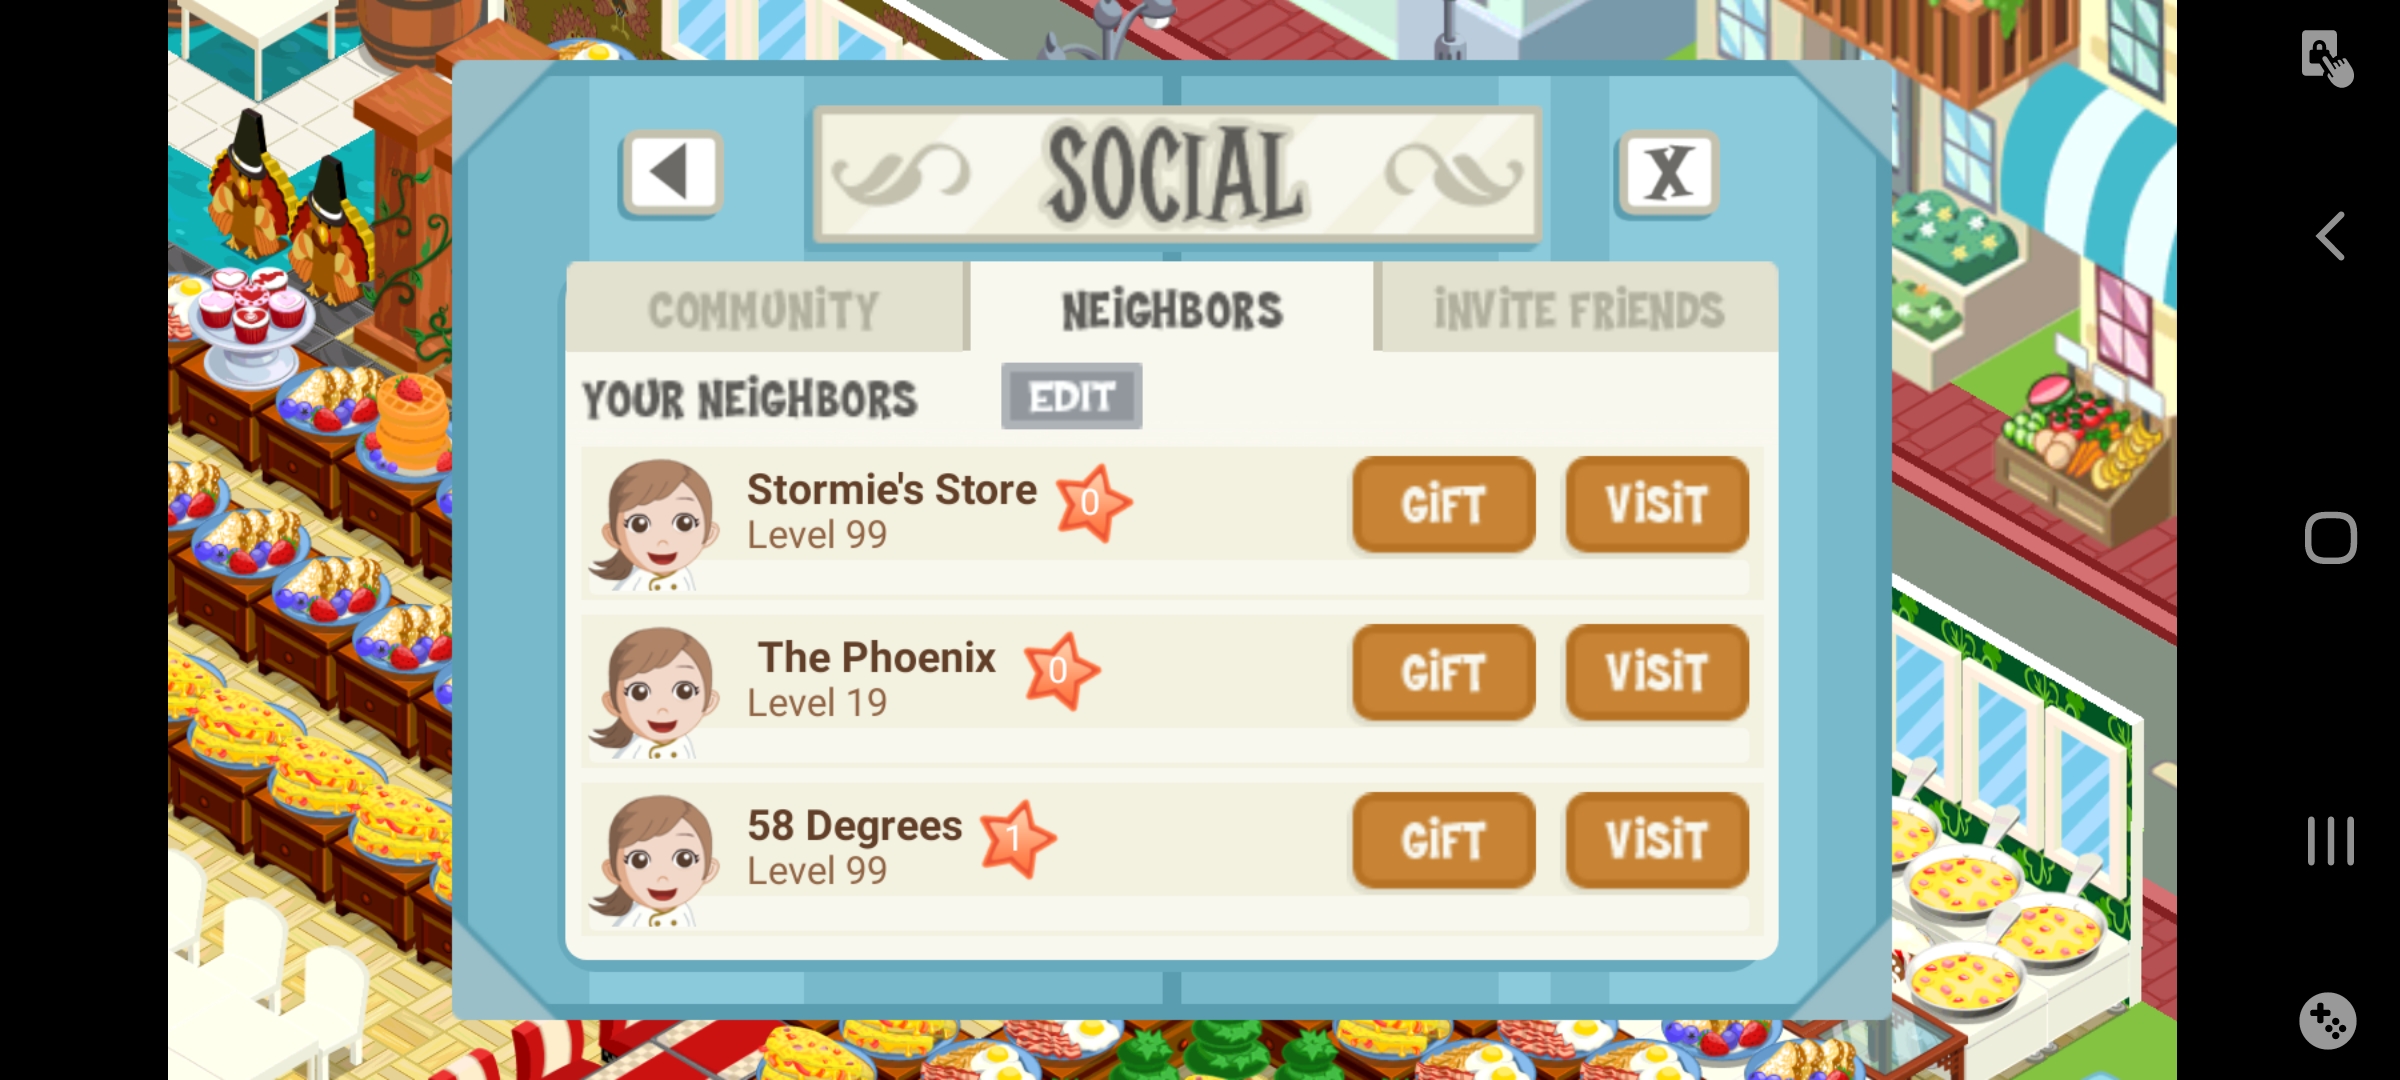 SOCIAL
X
COMMUNITY
NEIGHBORS
INVITE FRIENDS
YOUR NEIGHBORS
EDIT
Stormie's Store
0
Level 99
GIFT
VISIT
The Phoenix
0
Level 19
GIFT
VISIT
58 Degrees
1
Level 99
GIFT
VISIT